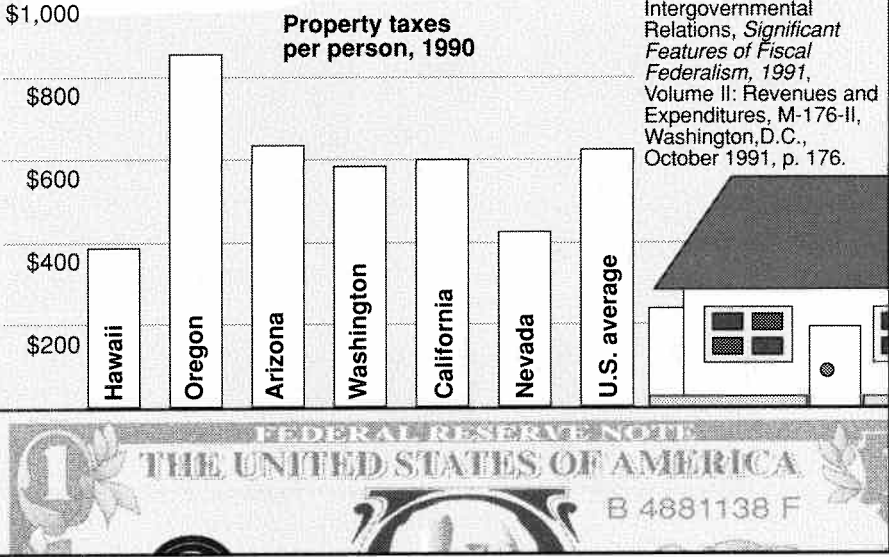 $1,000
$800
$600
$400
$200
Property taxes
per person, 1990
Intergovernmental
Relations, Significant
Features of Fiscal
Federalism, 1991,
Volume II: Revenues and
Expenditures, M-176-II,
Washington,D.C.,
October 1991, p. 176.
Hawaii
Oregon
Arizona
Washington
California
Nevada
U.S. average
FEDERAL RESERVE NOTE
THE UNITED STATES OF AMERICA
1
B 4881138 F